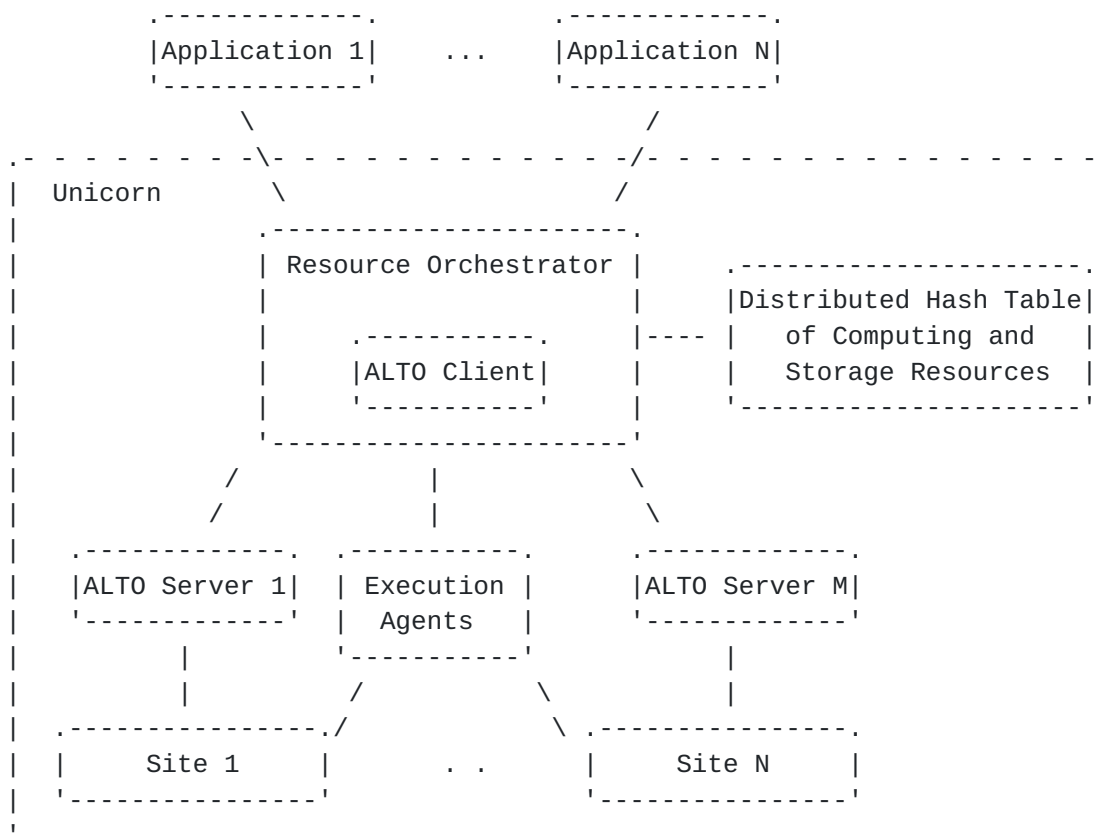 Application 1 ... Application N
Unicorn
Resource Orchestrator
Distributed Hash Table
of Computing and
ALTO Client Storage Resources
ALTO Server 1 Execution ALTO Server M
Agents
Site 1 . . Site N